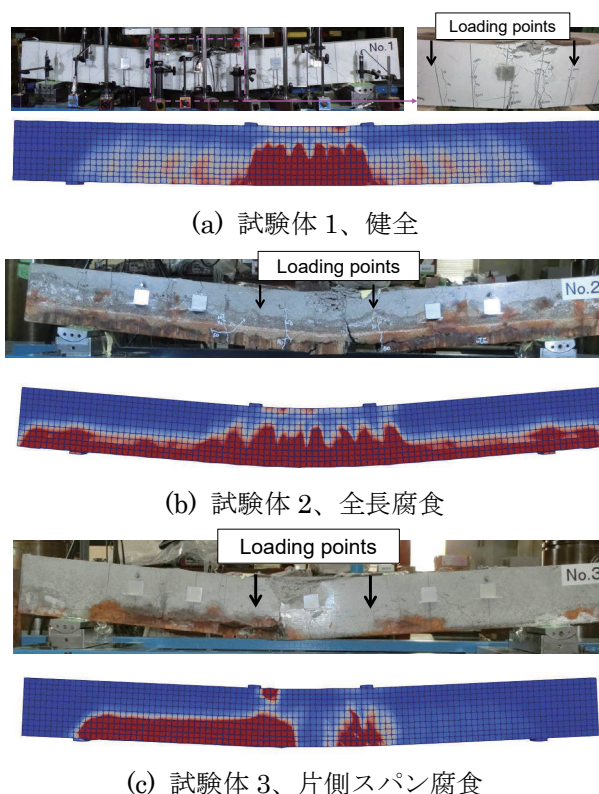 Loading points
No.1
(a) 試験体 1、健全
Loading points
No.2
(b) 試験体 2、全長腐食
Loading points
No.3
(c) 試験体 3、片側スパン腐食